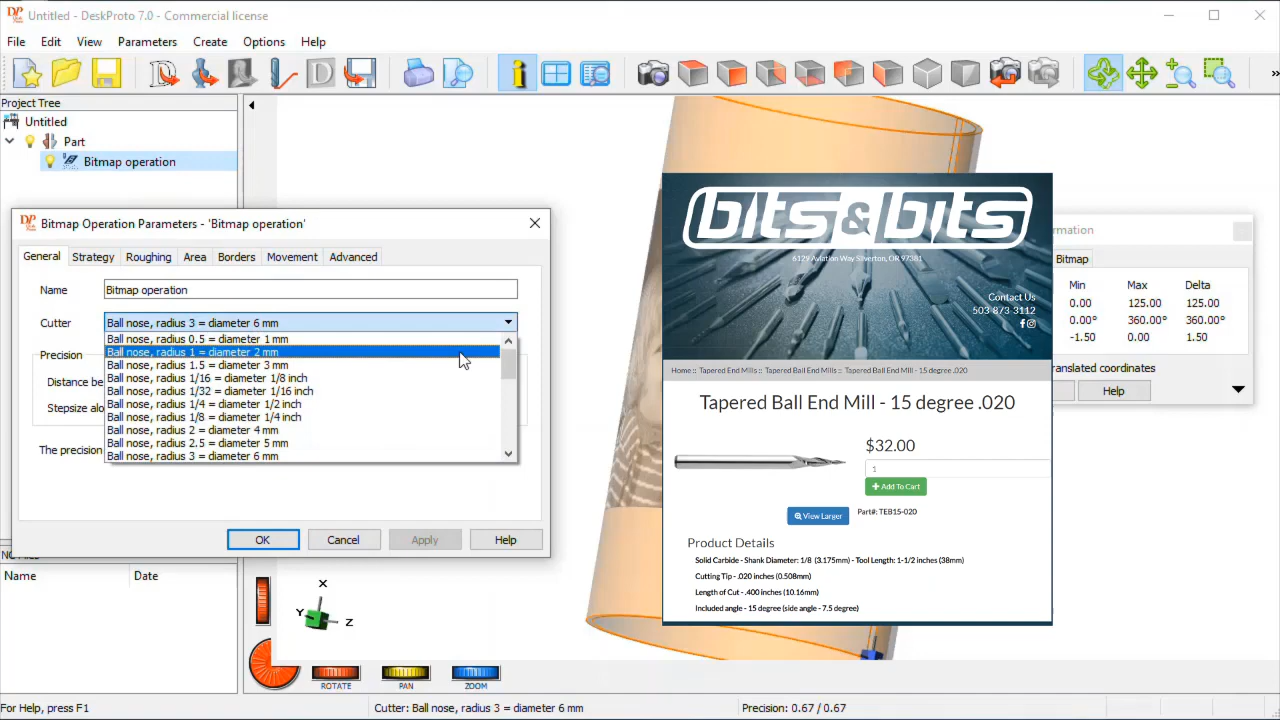 Untitled - DeskProto 7.0 - Commercial license
File Edit View Parameters Create Options Help
Project Tree
Untitled
Part
Bitmap operation
Bitmap Operation Parameters - 'Bitmap operation'
General Strategy Roughing Area Borders Movement Advanced
Name Bitmap operation
Cutter Ball nose, radius 3 = diameter 6 mm
Ball nose, radius 0.5 = diameter 1 mm
Ball nose, radius 1 = diameter 2 mm
Ball nose, radius 1.5 = diameter 3 mm
Ball nose, radius 1/16 = diameter 1/8 inch
Ball nose, radius 1/32 = diameter 1/16 inch
Ball nose, radius 1/4 = diameter 1/2 inch
Ball nose, radius 1/8 = diameter 1/4 inch
Ball nose, radius 2 = diameter 4 mm
Ball nose, radius 2.5 = diameter 5 mm
Ball nose, radius 3 = diameter 6 mm
Precision
Distance be
Stepsize alo
The precision
OK Cancel Apply Help
Name Date
bits&bits
6129 Aviation Way Silverton, OR 97381
Contact Us
503-873-3112
Home :: Tapered End Mills :: Tapered Ball End Mills :: Tapered Ball End Mill - 15 degree .020
Tapered Ball End Mill - 15 degree .020
$32.00
1
Add To Cart
View Larger
Part#: TEB15-020
Product Details
Solid Carbide - Shank Diameter: 1/8 (3.175mm) - Tool Length: 1-1/2 inches (38mm)
Cutting Tip - .020 inches (0.508mm)
Length of Cut - .400 inches (10.16mm)
Included angle - 15 degree (side angle - 7.5 degree)
rmation
Bitmap
Min Max Delta
0.00 125.00 125.00
0.00° 360.00° 360.00°
-1.50 0.00 1.50
ranslated coordinates
Help
X
Y
Z
ROTATE PAN ZOOM
For Help, press F1
Cutter: Ball nose, radius 3 = diameter 6 mm
Precision: 0.67 / 0.67